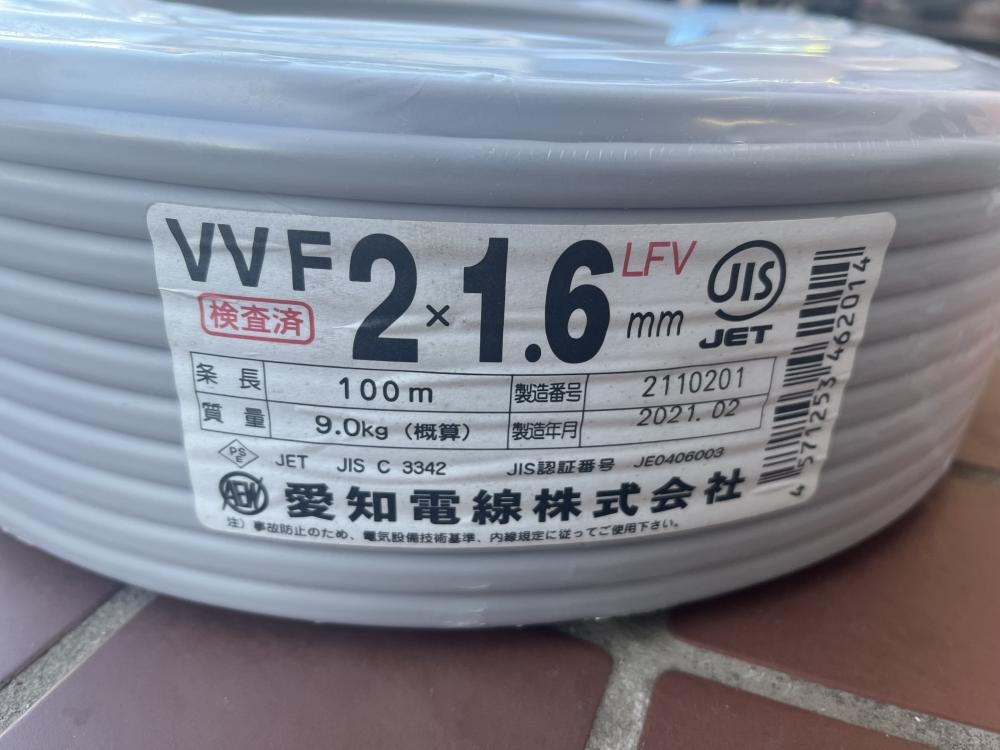 VVF 2×1.6mm LFV JIS
検査済 JET
条長 100m 製造番号 2110201
質量 9.0kg (概算) 製造年月 2021.02
PSE JET JIS C 3342 JIS認証番号 JE0406003
AEW 愛知電線株式会社
注）事故防止のため、電気設備技術基準、内線規定に従ってご使用下さい。
4 571253 462014